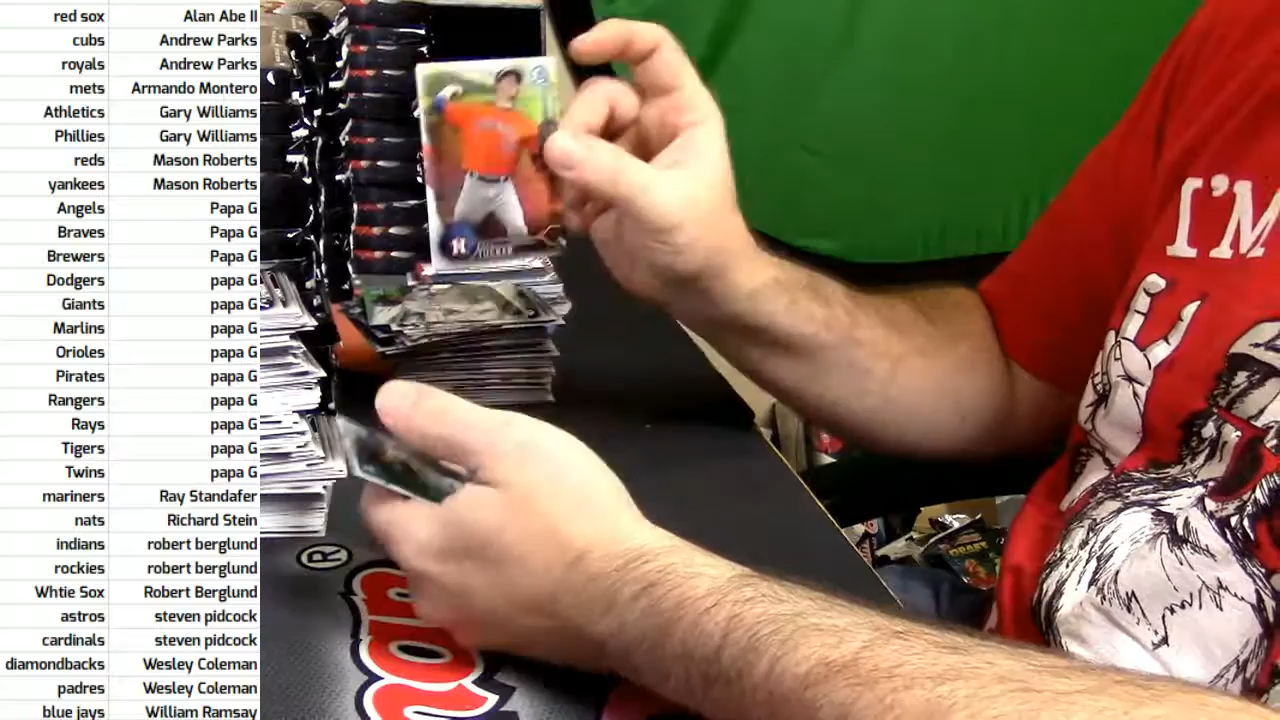 red sox Alan Abe II
cubs Andrew Parks
royals Andrew Parks
mets Armando Montero
Athletics Gary Williams
Phillies Gary Williams
reds Mason Roberts
yankees Mason Roberts
Angels Papa G
Braves Papa G
Brewers Papa G
Dodgers papa G
Giants papa G
Marlins papa G
Orioles papa G
Pirates papa G
Rangers papa G
Rays papa G
Tigers papa G
Twins papa G
mariners Ray Standafer
nats Richard Stein
indians robert berglund
rockies robert berglund
Whtie Sox Robert Berglund
astros steven pidcock
cardinals steven pidcock
diamondbacks Wesley Coleman
padres Wesley Coleman
blue jays William Ramsay
TUCKER
I'M
DRAFT
®